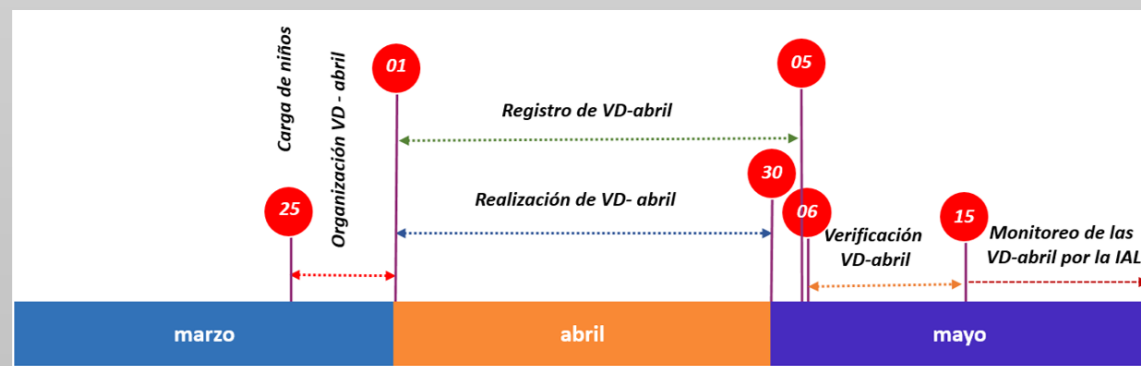 Carga de niños
Organización VD - abril
01
05
Registro de VD-abril
30
Realización de VD- abril
25
06
15
Verificación
VD-abril
Monitoreo de las
VD-abril por la IAL
marzo
abril
mayo